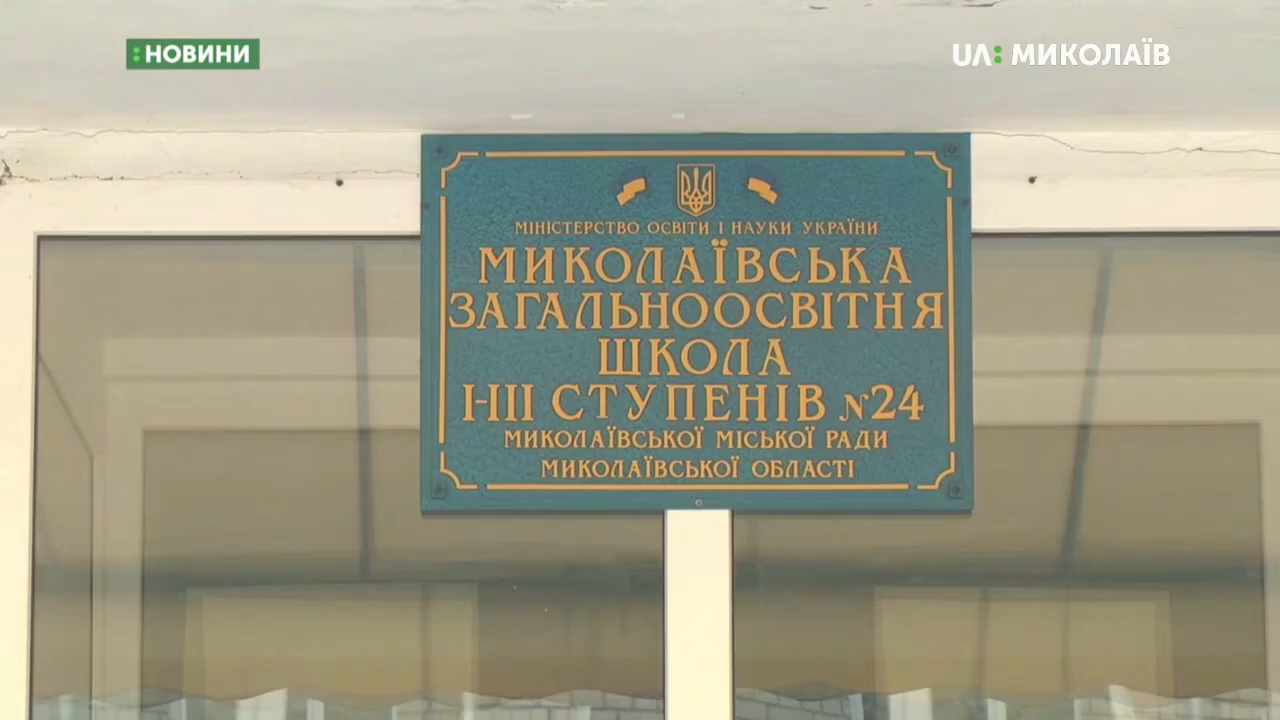 :НОВИНИ
UA: МИКОЛАЇВ
МІНІСТЕРСТВО ОСВІТИ І НАУКИ УКРАЇНИ
МИКОЛАЇВСЬКА
ЗАГАЛЬНООСВІТНЯ
ШКОЛА
І-ІІІ СТУПЕНІВ №24
МИКОЛАЇВСЬКОЇ МІСЬКОЇ РАДИ
МИКОЛАЇВСЬКОЇ ОБЛАСТІ